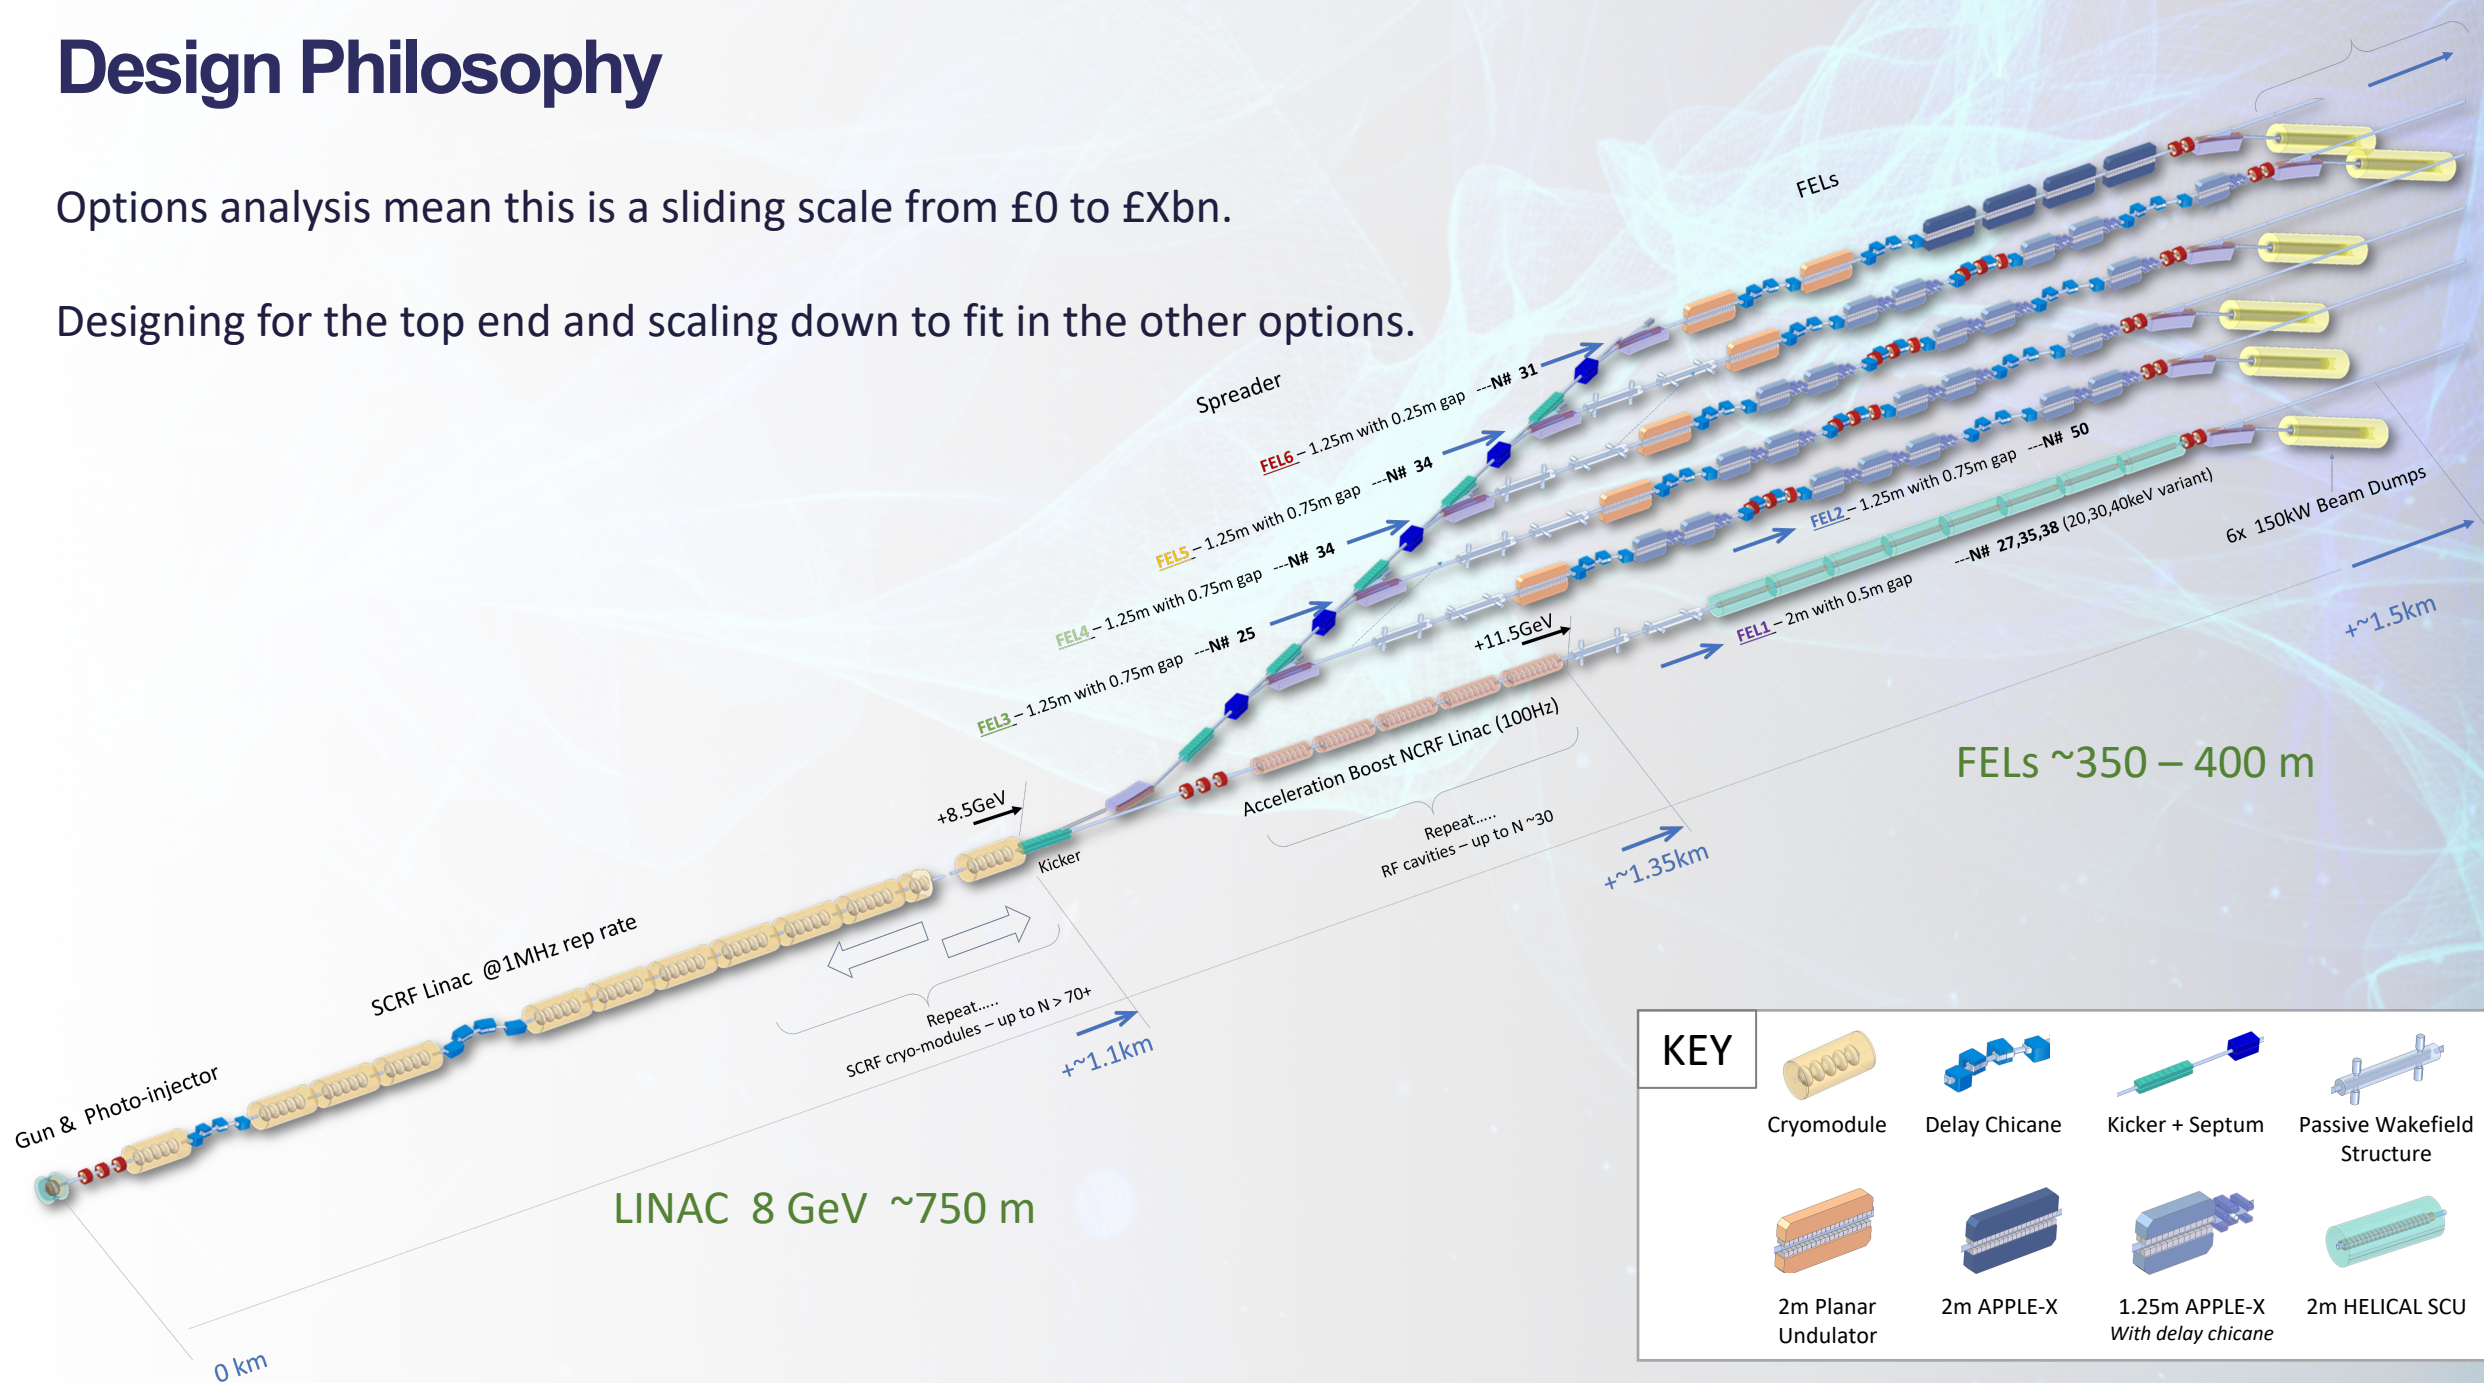 Design Philosophy
Options analysis mean this is a sliding scale from £0 to £Xbn.
Designing for the top end and scaling down to fit in the other options.
FELs
Spreader
FEL6 – 1.25m with 0.25m gap ---N# 31
FEL5 – 1.25m with 0.75m gap ---N# 34
FEL4 – 1.25m with 0.75m gap ---N# 34
FEL3 – 1.25m with 0.75m gap ---N# 25
FEL2 – 1.25m with 0.75m gap ---N# 50
FEL1 – 2m with 0.5m gap ---N# 27,35,38 (20,30,40keV variant)
6x 150kW Beam Dumps
+~1.5km
+11.5GeV
Acceleration Boost NCRF Linac (100Hz)
Repeat.....
RF cavities – up to N ~30
+~1.35km
FELs ~350 – 400 m
+8.5GeV
Kicker
SCRF Linac @1MHz rep rate
Repeat.....
SCRF cryo-modules – up to N > 70+
+~1.1km
Gun & Photo-injector
LINAC 8 GeV ~750 m
0 km
KEY
Cryomodule
Delay Chicane
Kicker + Septum
Passive Wakefield
Structure
2m Planar
Undulator
2m APPLE-X
1.25m APPLE-X
With delay chicane
2m HELICAL SCU